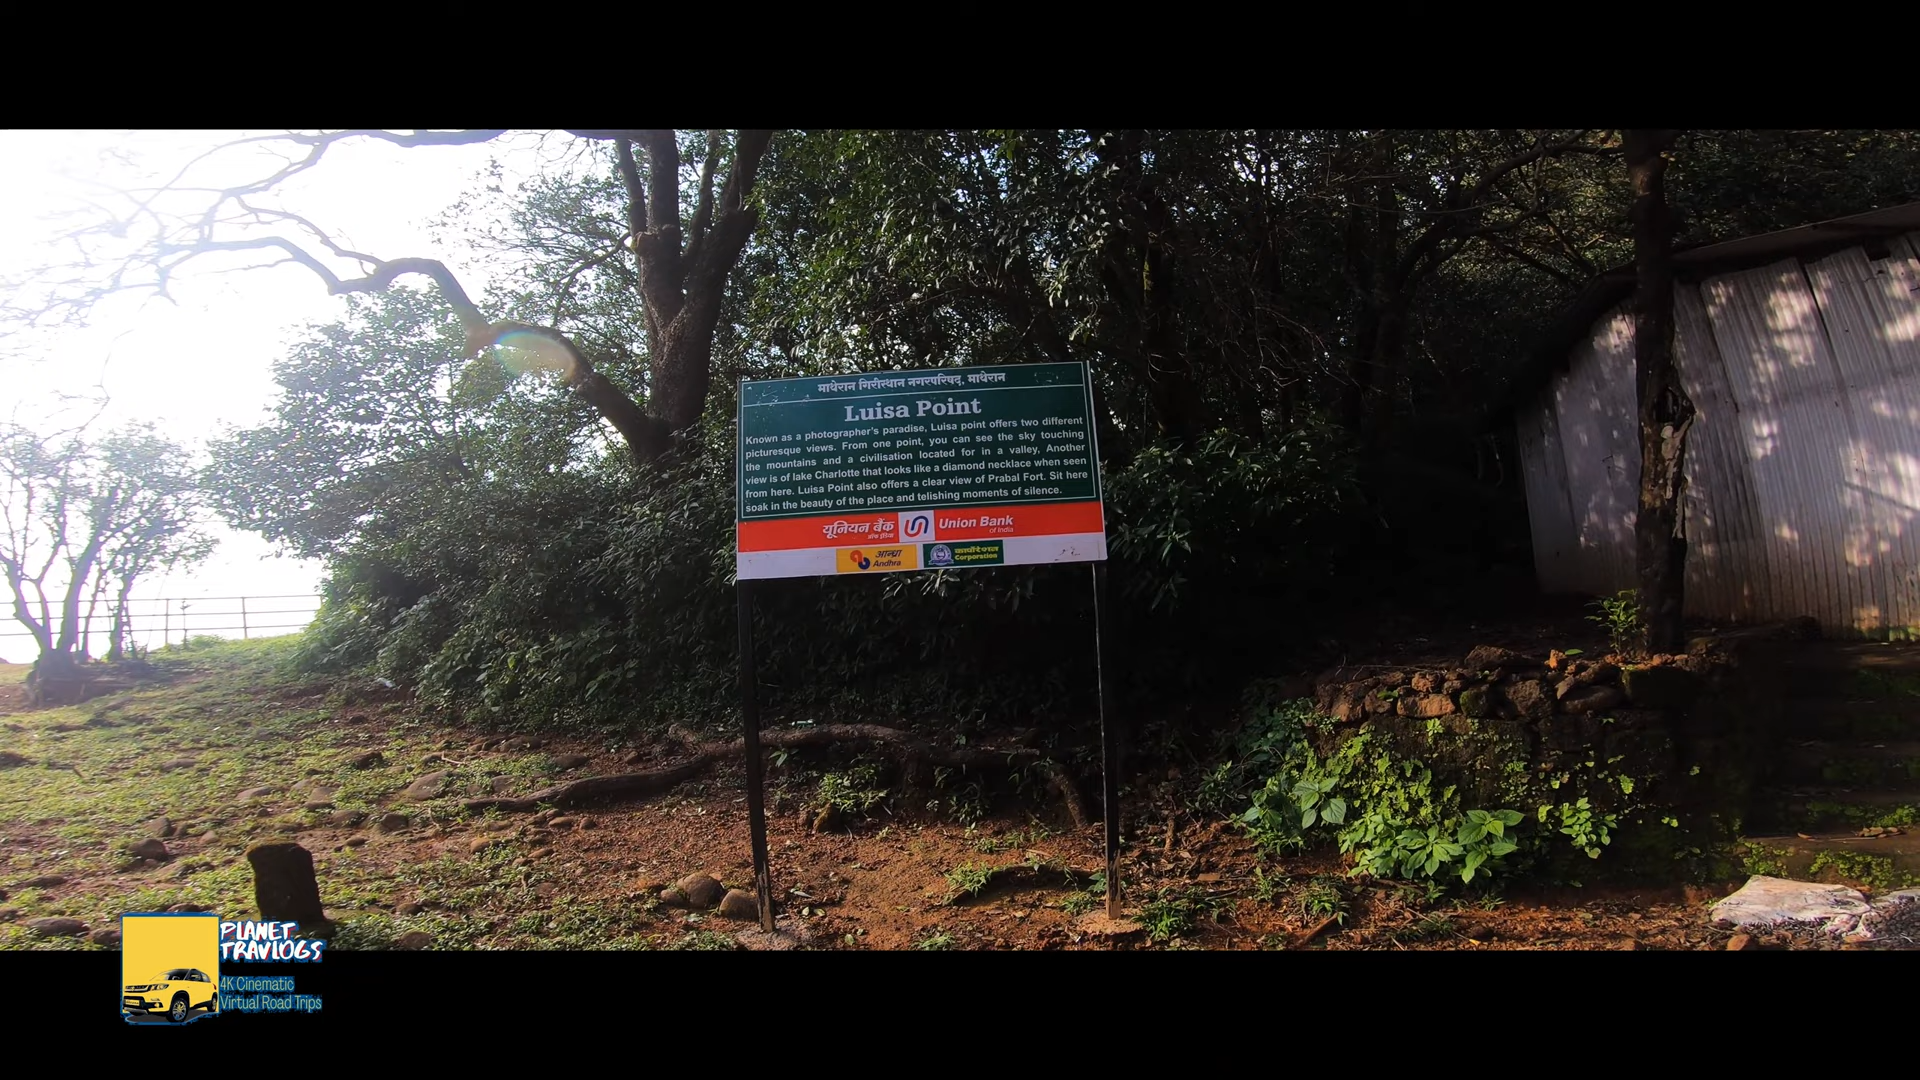 माथेरान गिरीस्थान नगरपरिषद, माथेरान
Luisa Point
Known as a photographer's paradise, Luisa point offers two different
picturesque views. From one point, you can see the sky touching
the mountains and a civilisation located for in a valley, Another
view is of lake Charlotte that looks like a diamond necklace when seen
from here. Luisa Point also offers a clear view of Prabal Fort. Sit here
soak in the beauty of the place and telishing moments of silence.
यूनियन बैंक Union Bank
ऑफ इंडिया of India
आन्ध्रा
Andhra
कार्पोरेशन
Corporation
PLANET
TRAVLOGS
4K Cinematic
Virtual Road Trips